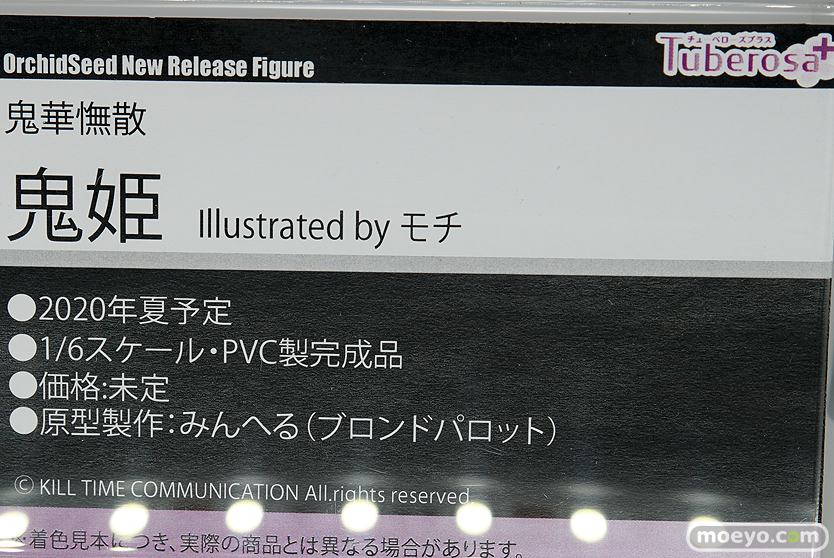 OrchidSeed New Release Figure
チューベローズプラス
Tuberosa+
鬼華憮散
鬼姫 Illustrated by モチ
●2020年夏予定
●1/6スケール・PVC製完成品
●価格:未定
●原型製作：みんへる（ブロンドパロット）
© KILL TIME COMMUNICATION All.rights reserved
※着色見本につき、実際の商品とは異なる場合があります。
moeyo.com